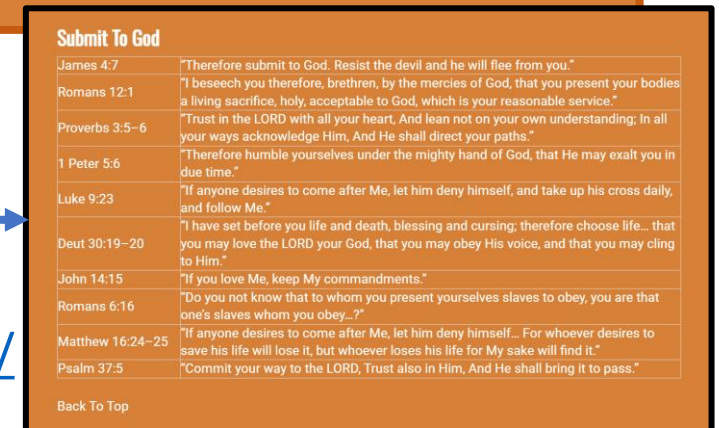 Submit To God
James 4:7 "Therefore submit to God. Resist the devil and he will flee from you."
Romans 12:1 "I beseech you therefore, brethren, by the mercies of God, that you present your bodies
a living sacrifice, holy, acceptable to God, which is your reasonable service."
Proverbs 3:5–6 "Trust in the LORD with all your heart, And lean not on your own understanding; In all
your ways acknowledge Him, And He shall direct your paths."
1 Peter 5:6 "Therefore humble yourselves under the mighty hand of God, that He may exalt you in
due time."
Luke 9:23 "If anyone desires to come after Me, let him deny himself, and take up his cross daily,
and follow Me."
Deut 30:19–20 "I have set before you life and death, blessing and cursing; therefore choose life… that
you may love the LORD your God, that you may obey His voice, and that you may cling
to Him."
John 14:15 "If you love Me, keep My commandments."
Romans 6:16 "Do you not know that to whom you present yourselves slaves to obey, you are that
one's slaves whom you obey…?"
Matthew 16:24–25 "If anyone desires to come after Me, let him deny himself… For whoever desires to
save his life will lose it, but whoever loses his life for My sake will find it."
Psalm 37:5 "Commit your way to the LORD, Trust also in Him, And He shall bring it to pass."
Back To Top
/